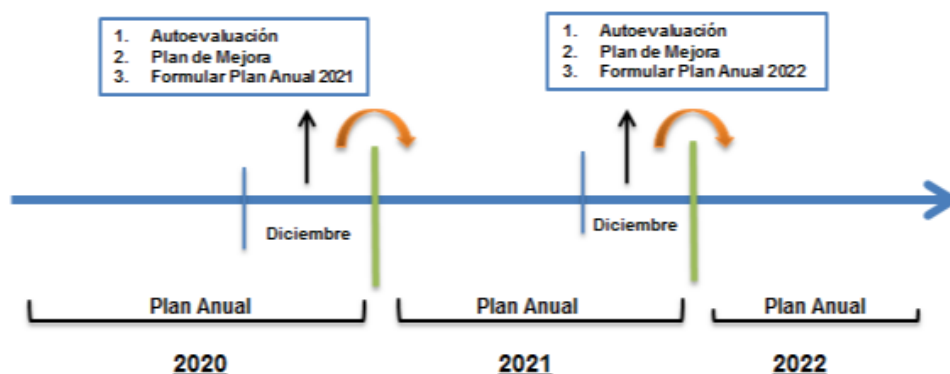 1. Autoevaluación
2. Plan de Mejora
3. Formular Plan Anual 2021
1. Autoevaluación
2. Plan de Mejora
3. Formular Plan Anual 2022
Diciembre
Diciembre
Plan Anual
Plan Anual
Plan Anual
2020
2021
2022